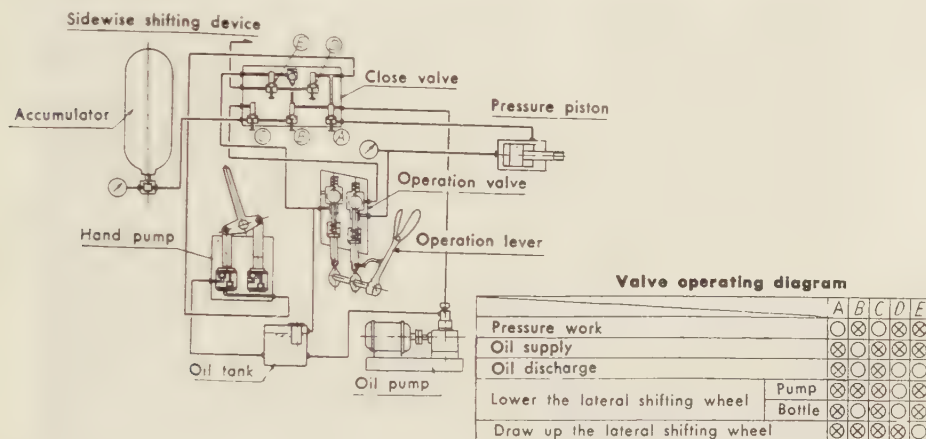 Sidewise shifting device
E D
Close valve
Accumulator
Pressure piston
C B A
Operation valve
Hand pump
Operation lever
Oil tank
Oil pump
Valve operating diagram
A B C D E
Pressure work
Oil supply
Oil discharge
Lower the lateral shifting wheel
Pump
Bottle
Draw up the lateral shifting wheel